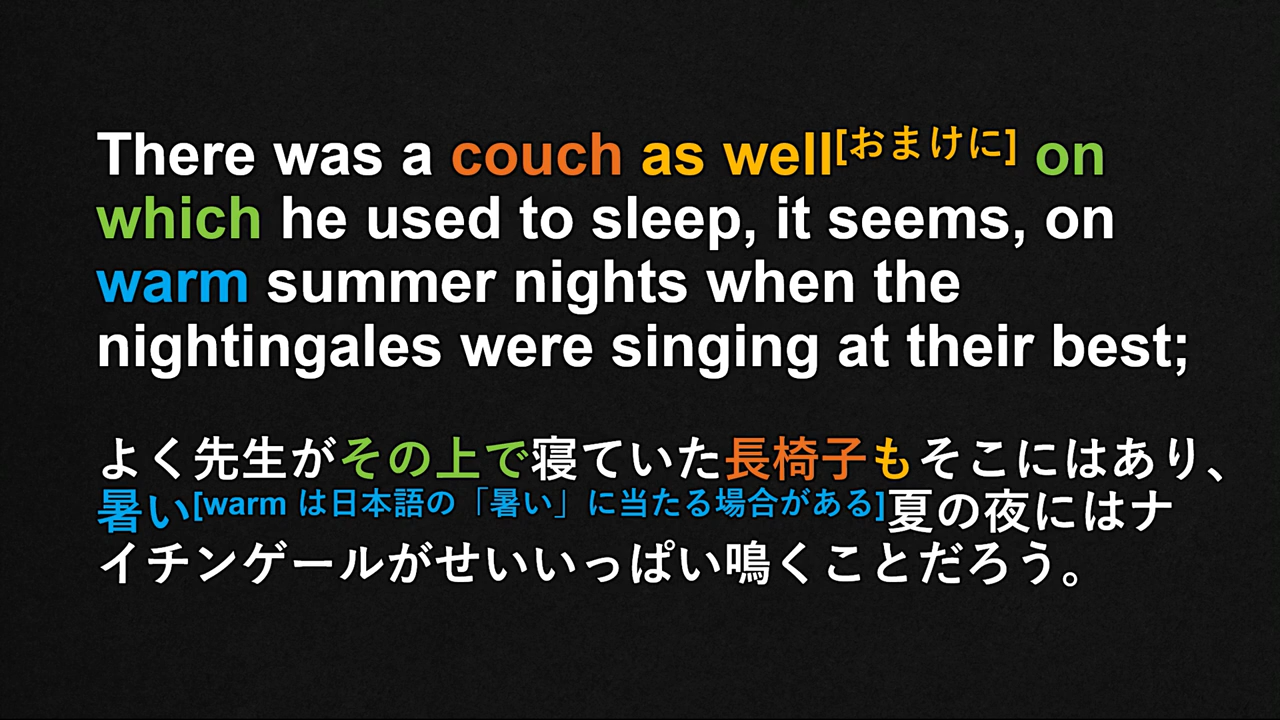 There was a couch as well[おまけに] on
which he used to sleep, it seems, on
warm summer nights when the
nightingales were singing at their best;
よく先生がその上で寝ていた長椅子もそこにはあり、
暑い[warm は日本語の「暑い」に当たる場合がある]夏の夜にはナ
イチンゲールがせいいっぱい鳴くことだろう。